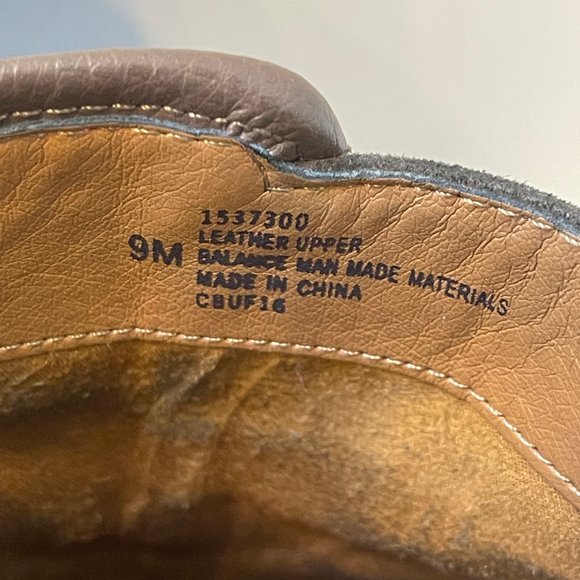 1537300
LEATHER UPPER
9M BALANCE MAN MADE MATERIALS
MADE IN CHINA
CBUF16